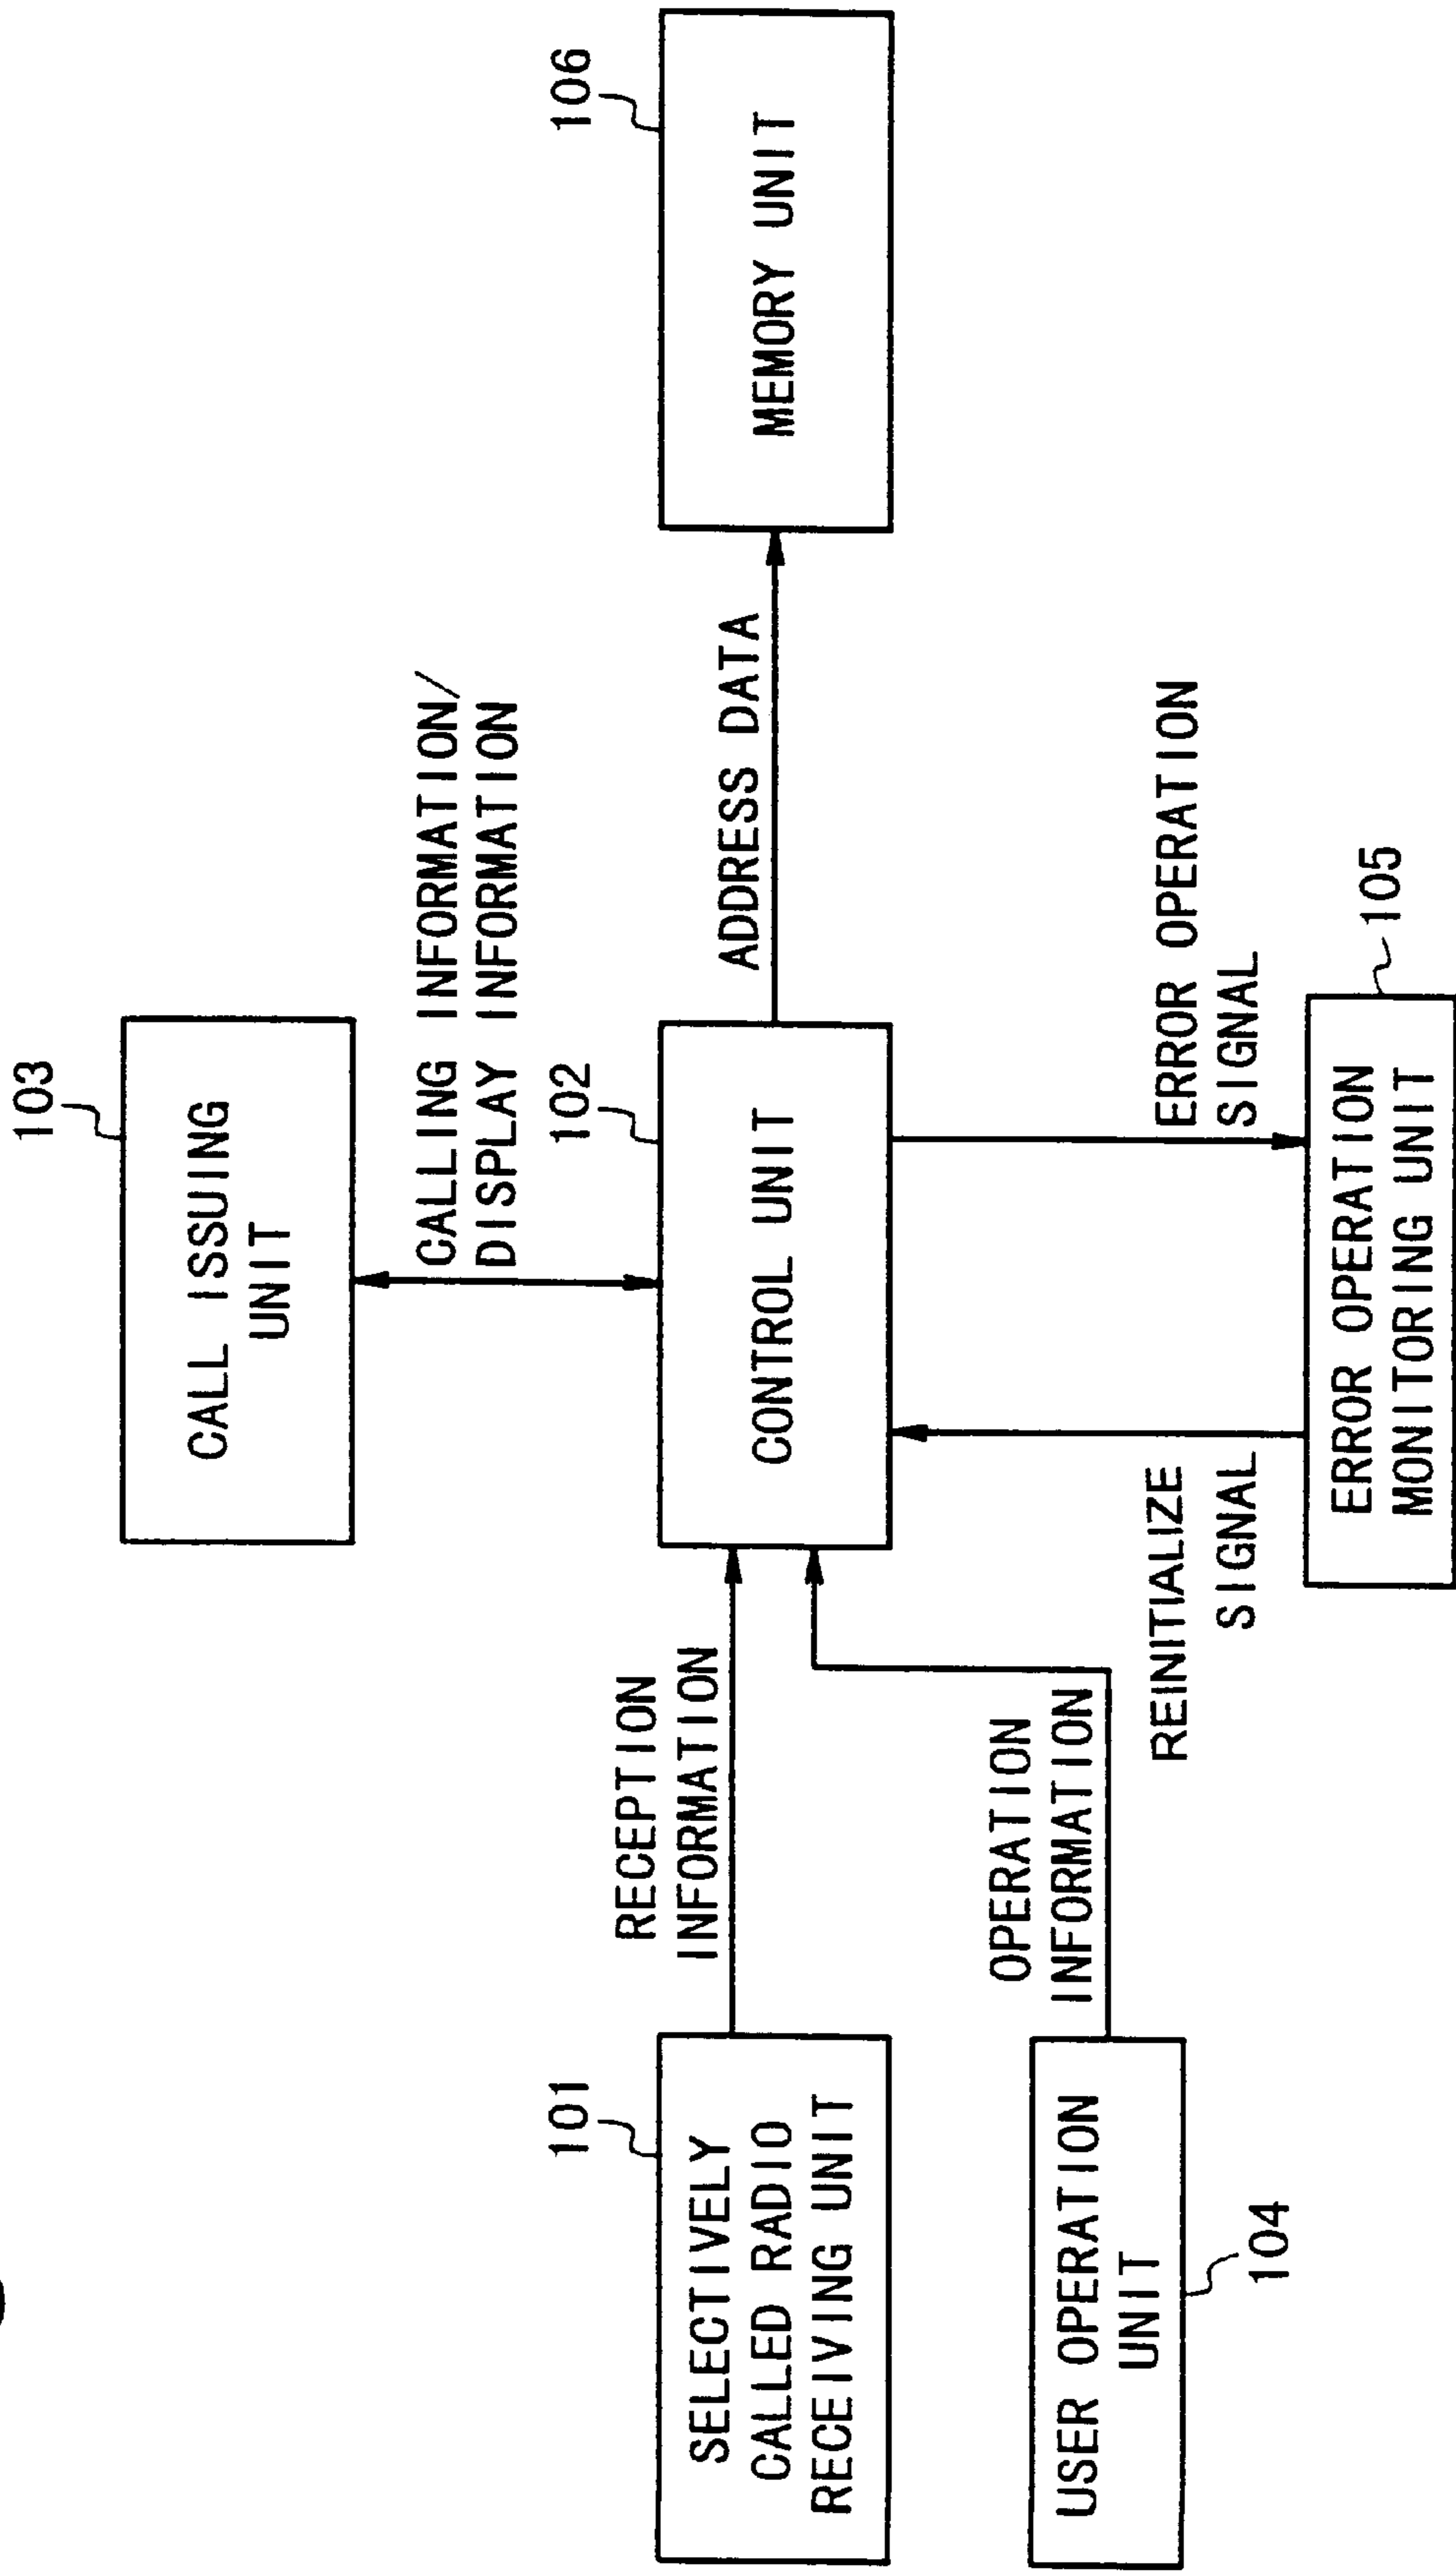 103
CALL ISSUING
UNIT
CALLING INFORMATION/
DISPLAY INFORMATION
101
SELECTIVELY
CALLED RADIO
RECEIVING UNIT
RECEPTION
INFORMATION
102
CONTROL UNIT
ADDRESS DATA
106
MEMORY UNIT
USER OPERATION
UNIT
104
OPERATION
INFORMATION
REINITIALIZE
SIGNAL
ERROR OPERATION
SIGNAL
105
ERROR OPERATION
MONITORING UNIT